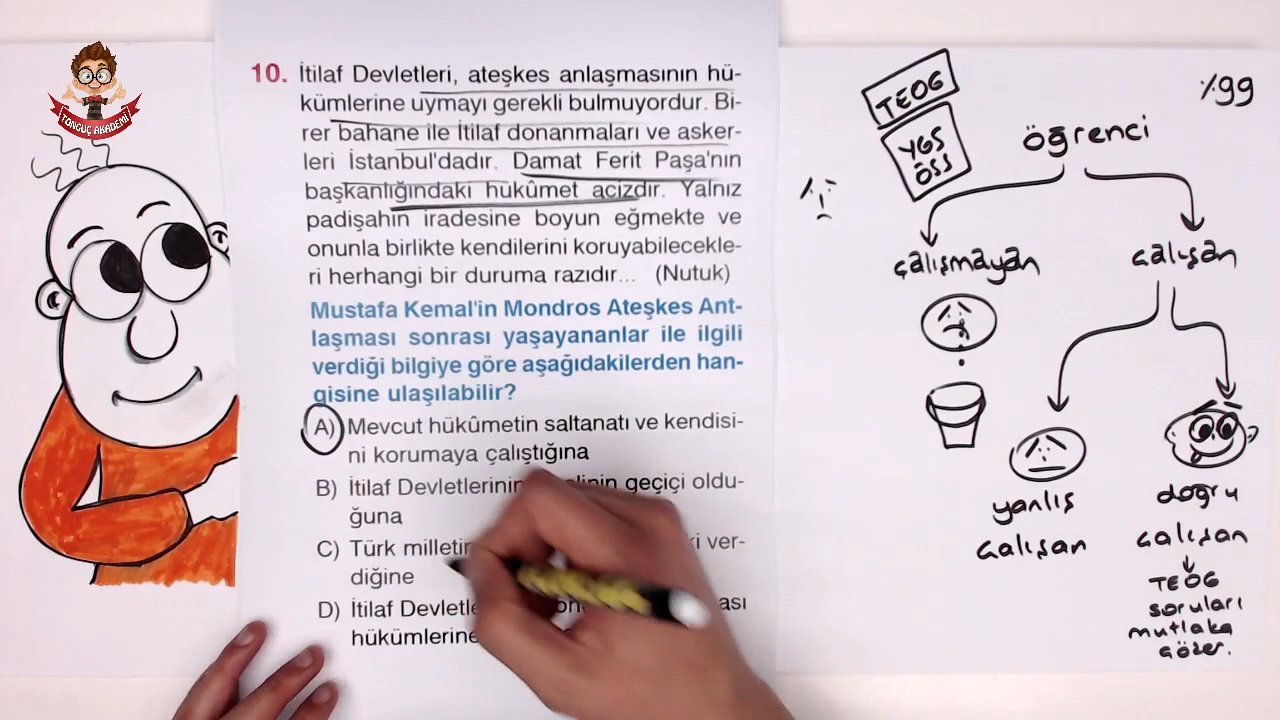 TONGUÇ AKADEMİ
10. İtilaf Devletleri, ateşkes anlaşmasının hü-
kümlerine uymayı gerekli bulmuyordur. Bi-
rer bahane ile İtilaf donanmaları ve asker-
leri İstanbul'dadır. Damat Ferit Paşa'nın
başkanlığındaki hükûmet acizdir. Yalnız
padişahın iradesine boyun eğmekte ve
onunla birlikte kendilerini koruyabilecekle-
ri herhangi bir duruma razıdır... (Nutuk)
Mustafa Kemal'in Mondros Ateşkes Ant-
laşması sonrası yaşayananlar ile ilgili
verdiği bilgiye göre aşağıdakilerden han-
gisine ulaşılabilir?
A) Mevcut hükûmetin saltanatı ve kendisi-
ni korumaya çalıştığına
B) İtilaf Devletlerinin geçiçi oldu-
ğuna
C) Türk ver-
diğine
D) İtilaf
hükümlerine
TEOG
YGS
ÖSS
%99
öğrenci
çalışmayan
çalışan
yanlış
çalışan
doğru
çalışan
TEOG
soruları
mutlaka
çözer.